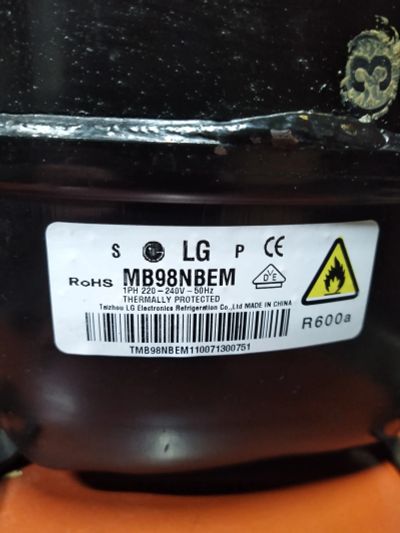 S LG P CE
RoHS MB98NBEM VDE
1PH 220-240V-50Hz
THERMALLY PROTECTED
Taizhou LG Electronics Refrigeration Co.,Ltd MADE IN CHINA
R600a
TMB98NBEM110071300751